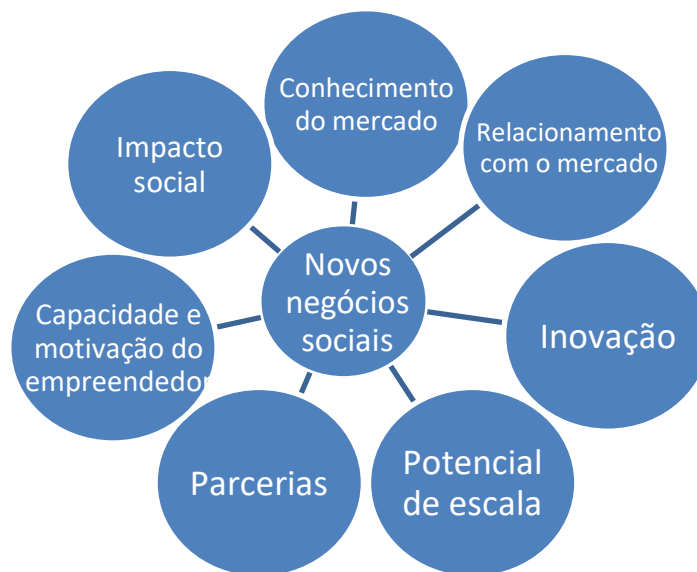 Conhecimento
do mercado
Relacionamento
com o mercado
Impacto
social
Novos
negócios
sociais
Inovação
Capacidade e
motivação do
empreendedor
Parcerias
Potencial
de escala